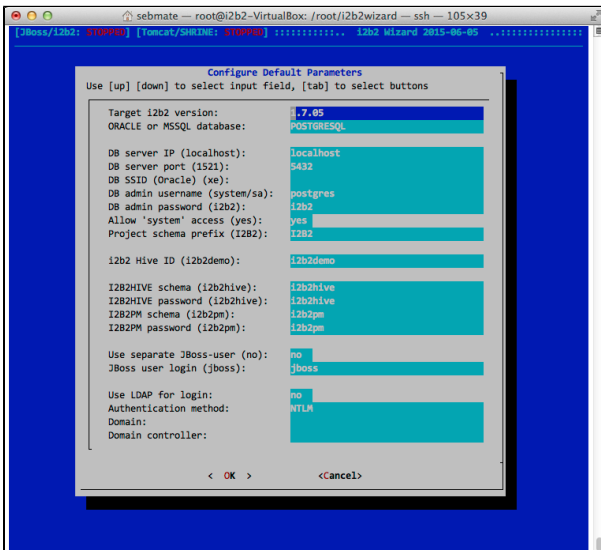 sebmate — root@i2b2-VirtualBox: /root/i2b2wizard — ssh — 105×39
[JBoss/i2b2: STOPPED] [Tomcat/SHRINE: STOPPED] :::::::::::.. i2b2 Wizard 2015-06-05 ..:::::::::::::::
Configure Default Parameters
Use [up] [down] to select input field, [tab] to select buttons
Target i2b2 version: 1.7.05
ORACLE or MSSQL database: POSTGRESQL
DB server IP (localhost): localhost
DB server port (1521): 5432
DB SSID (Oracle) (xe):
DB admin username (system/sa): postgres
DB admin password (i2b2): i2b2
Allow 'system' access (yes): yes
Project schema prefix (I2B2): I2B2
i2b2 Hive ID (i2b2demo): i2b2demo
I2B2HIVE schema (i2b2hive): i2b2hive
I2B2HIVE password (i2b2hive): i2b2hive
I2B2PM schema (i2b2pm): i2b2pm
I2B2PM password (i2b2pm): i2b2pm
Use separate JBoss-user (no): no
JBoss user login (jboss): jboss
Use LDAP for login: no
Authentication method: NTLM
Domain:
Domain controller:
< OK > <Cancel>